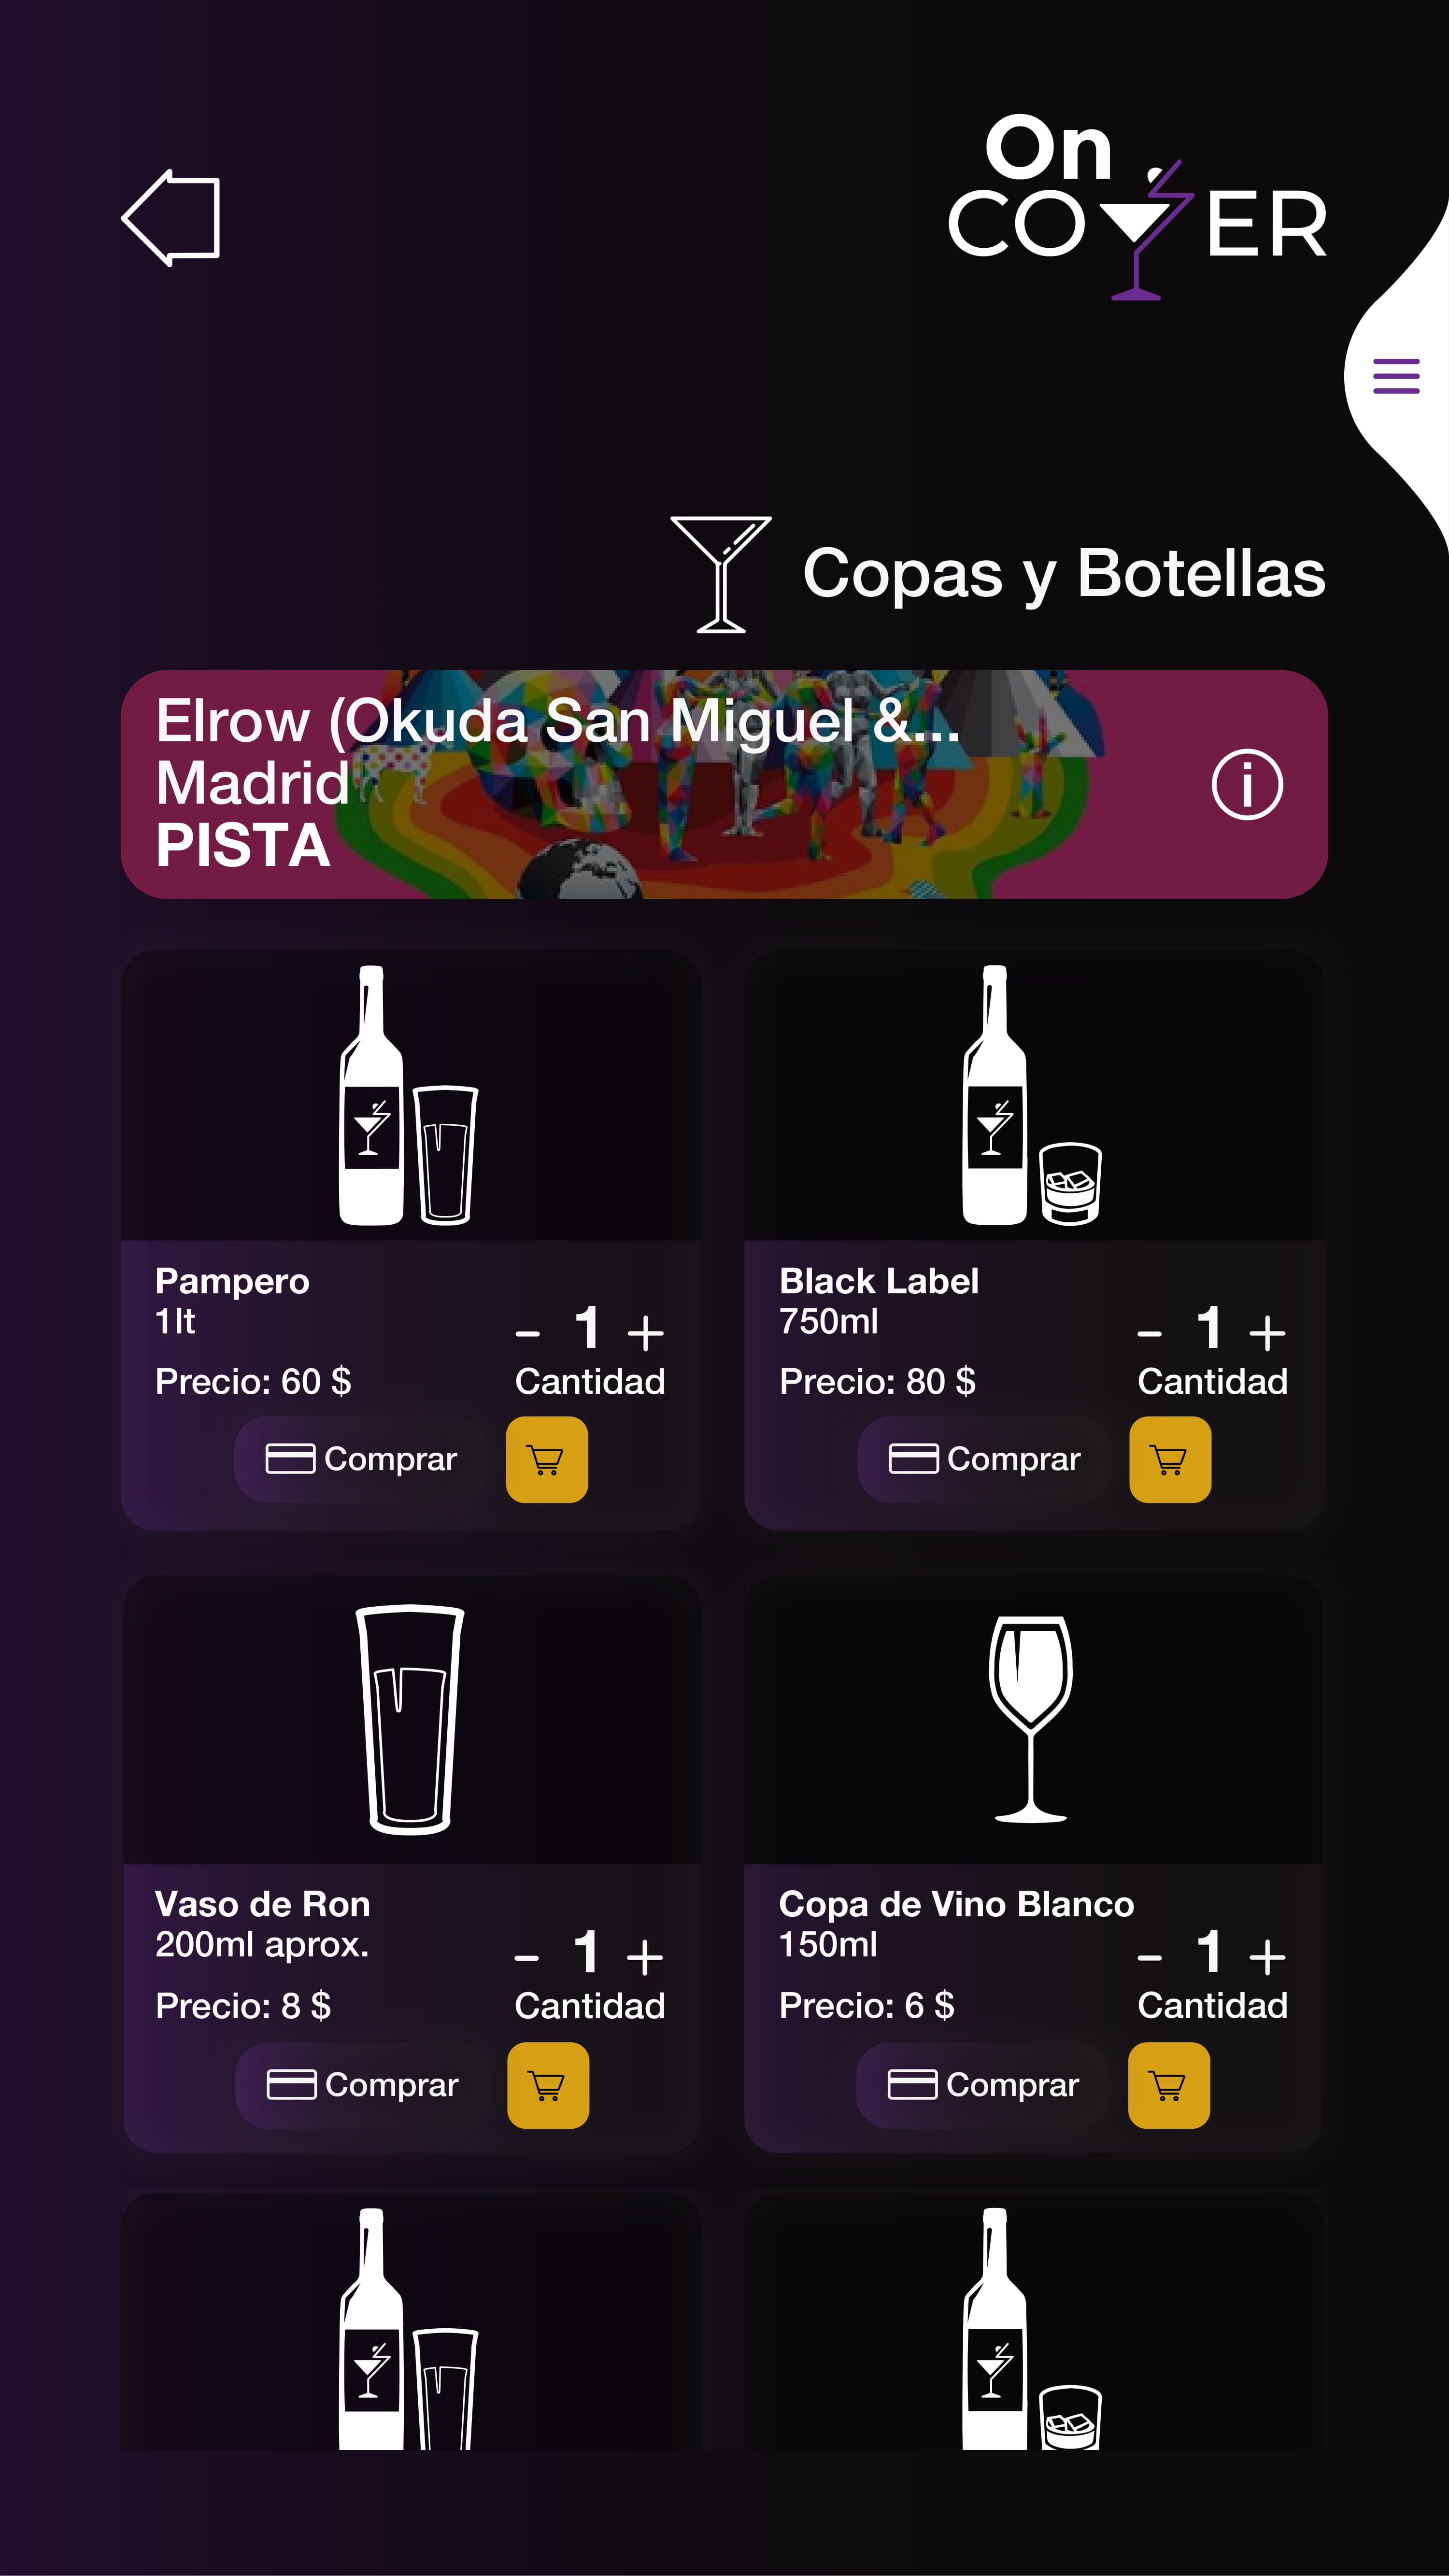 On
COVER
Copas y Botellas
Elrow (Okuda San Miguel &...
Madrid
PISTA
Pampero
1lt
- 1 +
Precio: 60 $
Cantidad
Comprar
Black Label
750ml
- 1 +
Precio: 80 $
Cantidad
Comprar
Vaso de Ron
200ml aprox.
- 1 +
Precio: 8 $
Cantidad
Comprar
Copa de Vino Blanco
150ml
- 1 +
Precio: 6 $
Cantidad
Comprar